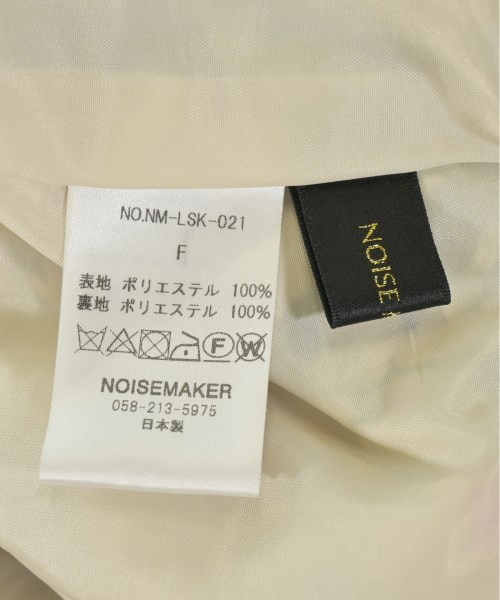 NO.NM-LSK-021
F
表地 ポリエステル 100%
裏地 ポリエステル 100%
F W
NOISEMAKER
058-213-5975
日本製
NOISE